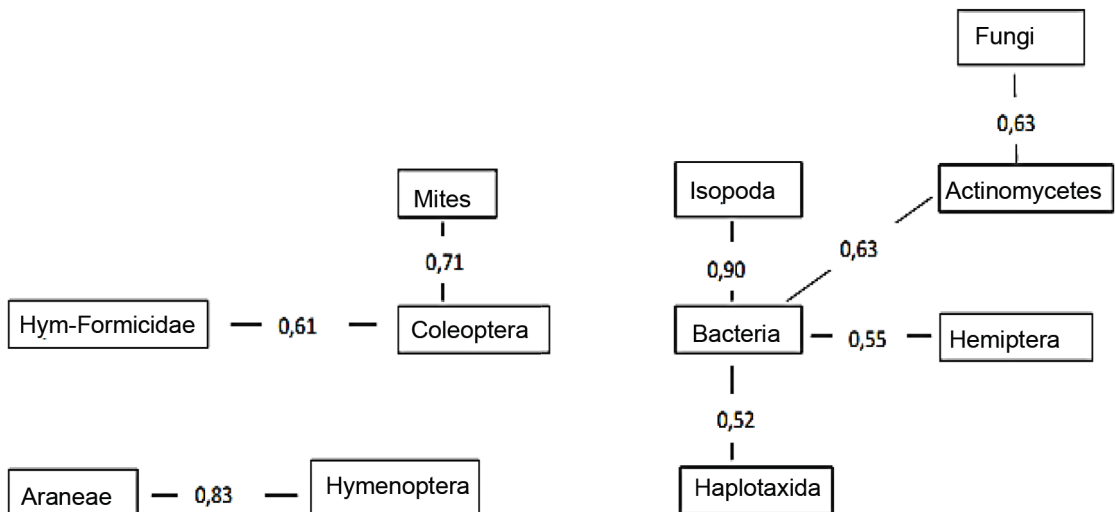 Fungi
0,63
Mites
Isopoda
Actinomycetes
0,71
0,90
0,63
Hym-Formicidae
0,61
Coleoptera
Bacteria
0,55
Hemiptera
0,52
Araneae
0,83
Hymenoptera
Haplotaxida